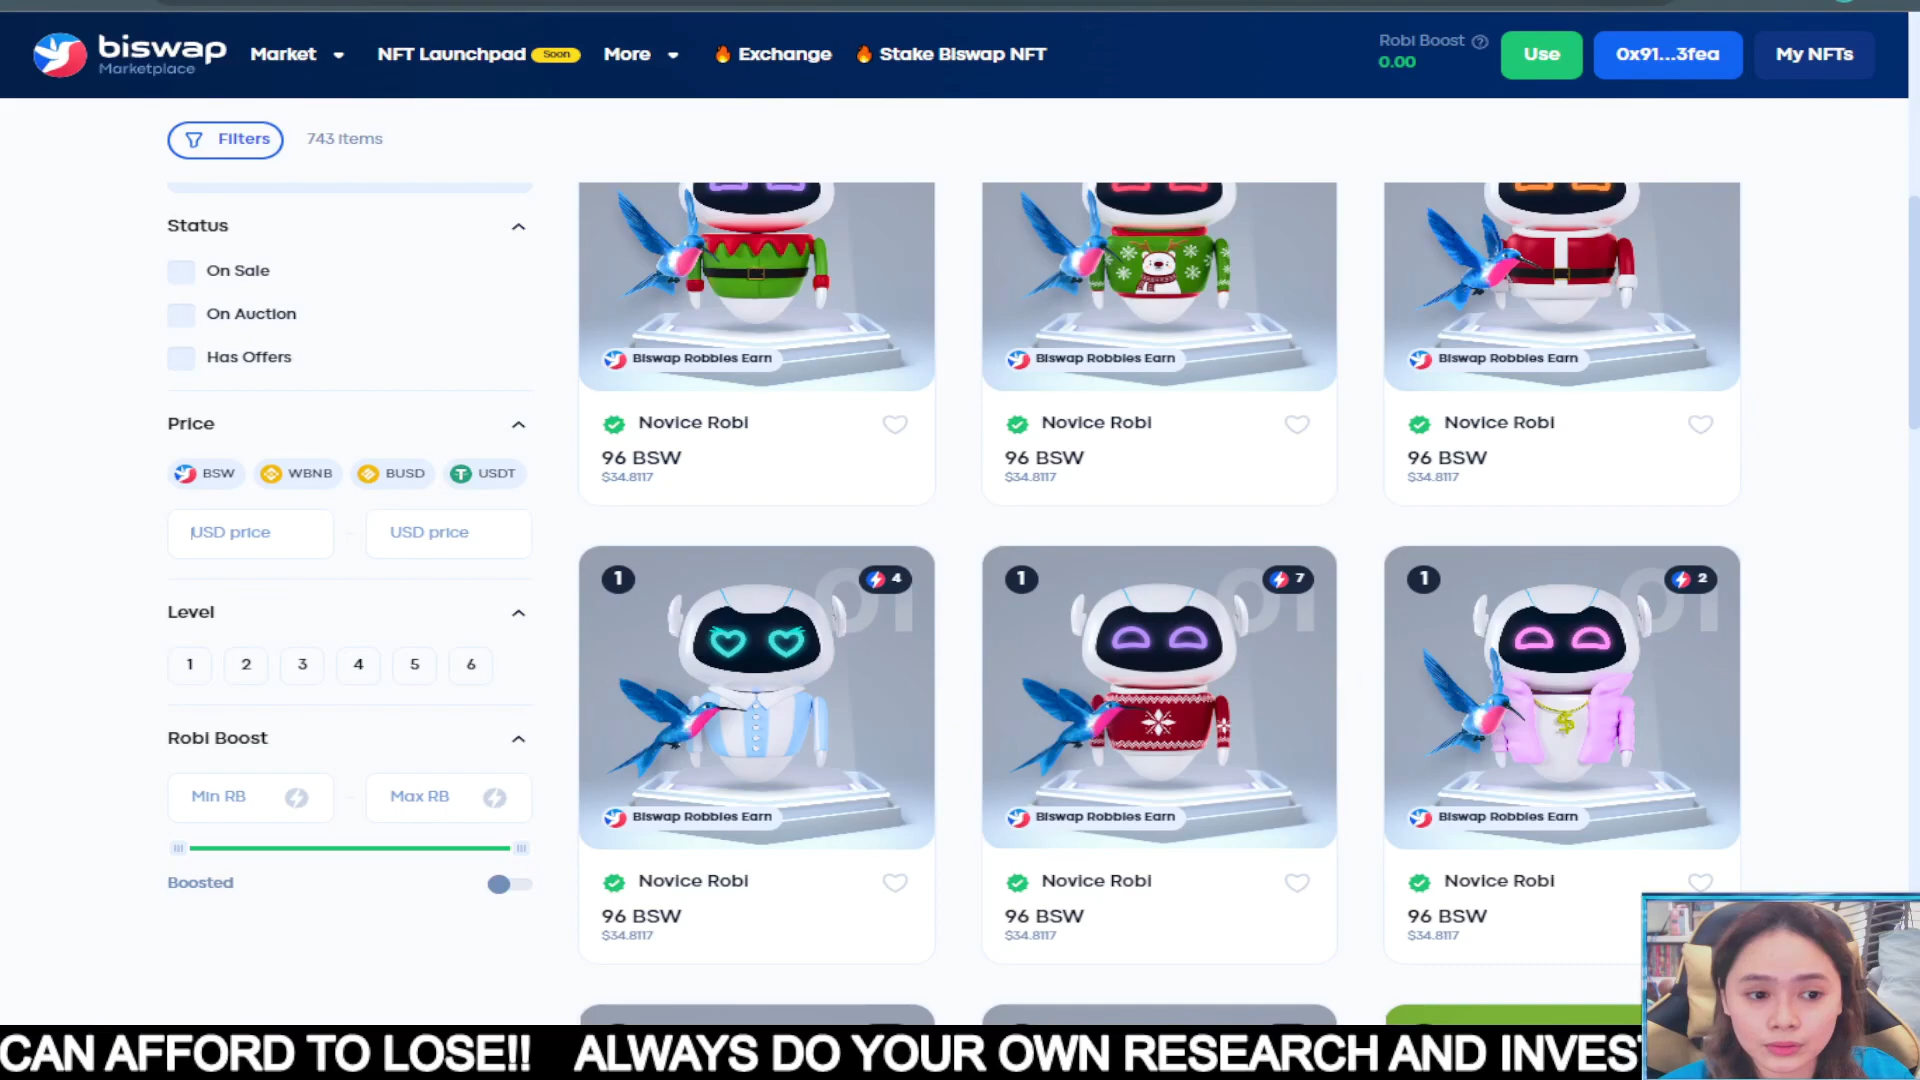 biswap
Marketplace
Market
NFT Launchpad Soon
More
Exchange
Stake Biswap NFT
Robi Boost
0.00
Use
0x91...3fea
My NFTs
Filters
743 items
Status
On Sale
On Auction
Has Offers
Price
BSW
WBNB
BUSD
USDT
USD price
USD price
Level
1
2
3
4
5
6
Robi Boost
Min RB
Max RB
Boosted
Biswap Robbies Earn
Novice Robi
96 BSW
$34.8117
Biswap Robbies Earn
Novice Robi
96 BSW
$34.8117
Biswap Robbies Earn
Novice Robi
96 BSW
$34.8117
1
4
01
Biswap Robbies Earn
Novice Robi
96 BSW
$34.8117
1
7
01
Biswap Robbies Earn
Novice Robi
96 BSW
$34.8117
1
2
01
Biswap Robbies Earn
Novice Robi
96 BSW
$34.8117
CAN AFFORD TO LOSE!! ALWAYS DO YOUR OWN RESEARCH AND INVEST